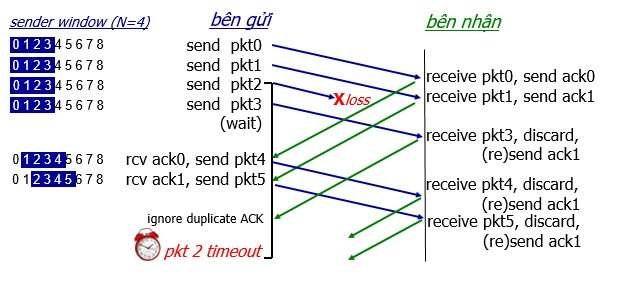 sender window (N=4)
bên gửi
bên nhận
0 1 2 3 4 5 6 7 8
send pkt0
0 1 2 3 4 5 6 7 8
send pkt1
0 1 2 3 4 5 6 7 8
send pkt2
0 1 2 3 4 5 6 7 8
send pkt3
(wait)
X loss
receive pkt0, send ack0
receive pkt1, send ack1
receive pkt3, discard,
(re)send ack1
0 1 2 3 4 5 6 7 8
rcv ack0, send pkt4
0 1 2 3 4 5 6 7 8
rcv ack1, send pkt5
receive pkt4, discard,
(re)send ack1
receive pkt5, discard,
(re)send ack1
ignore duplicate ACK
pkt 2 timeout